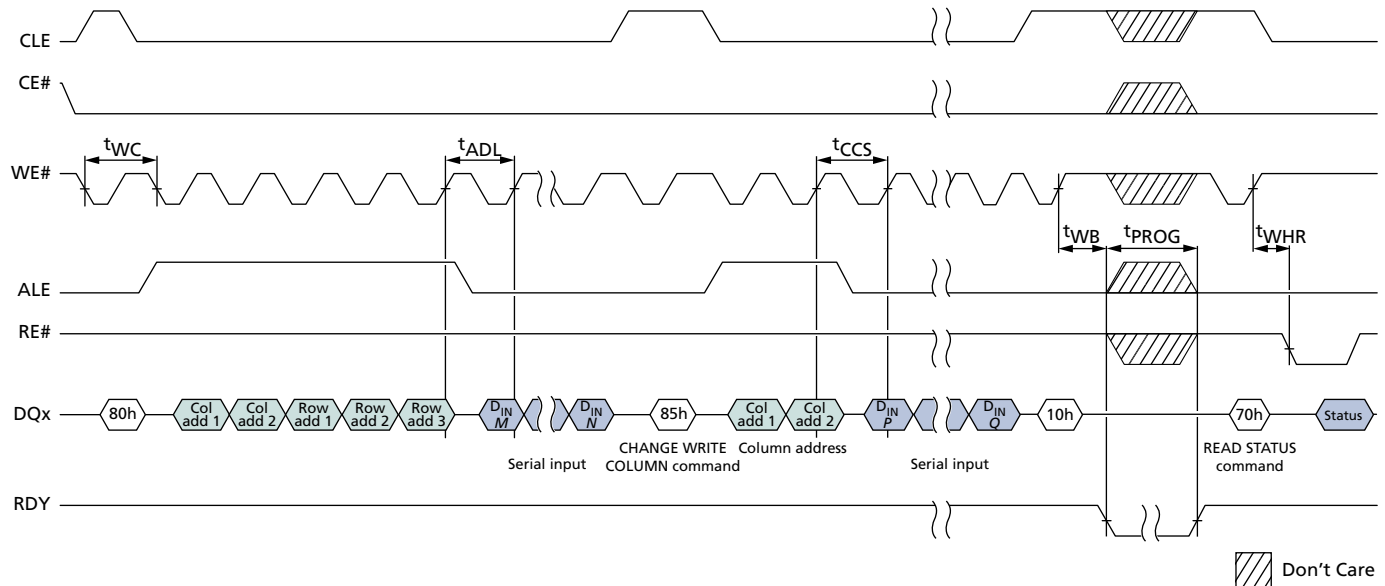 CLE
CE#
tWC
tADL
tCCS
WE#
tWB
tPROG
tWHR
ALE
RE#
DQx
80h
Col add 1
Col add 2
Row add 1
Row add 2
Row add 3
DIN M
DIN N
85h
Col add 1
Col add 2
DIN P
DIN Q
10h
70h
Status
Serial input
CHANGE WRITE
COLUMN command
Column address
Serial input
READ STATUS
command
RDY
Don't Care